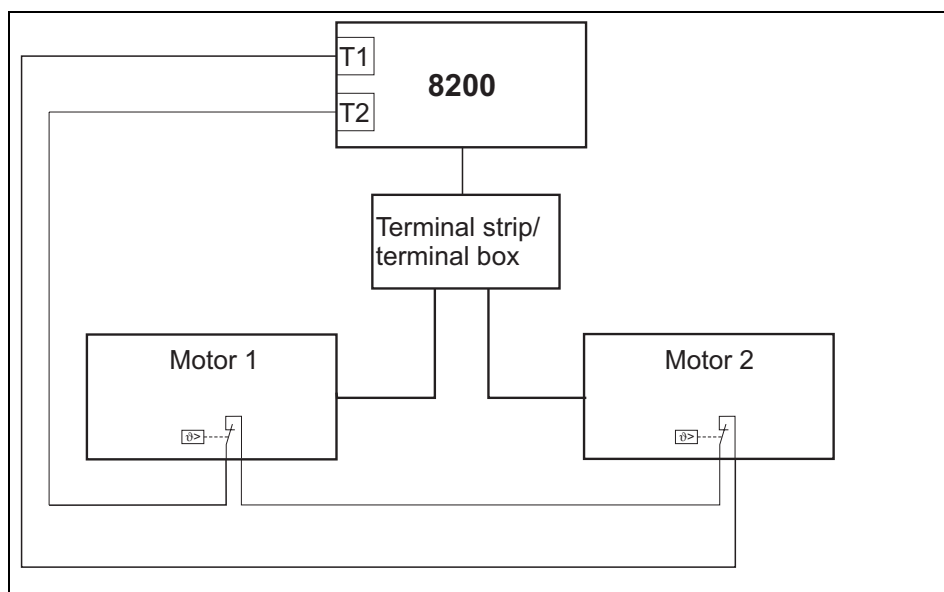 T1
8200
T2
Terminal strip/
terminal box
Motor 1
Motor 2
ϑ>
ϑ>